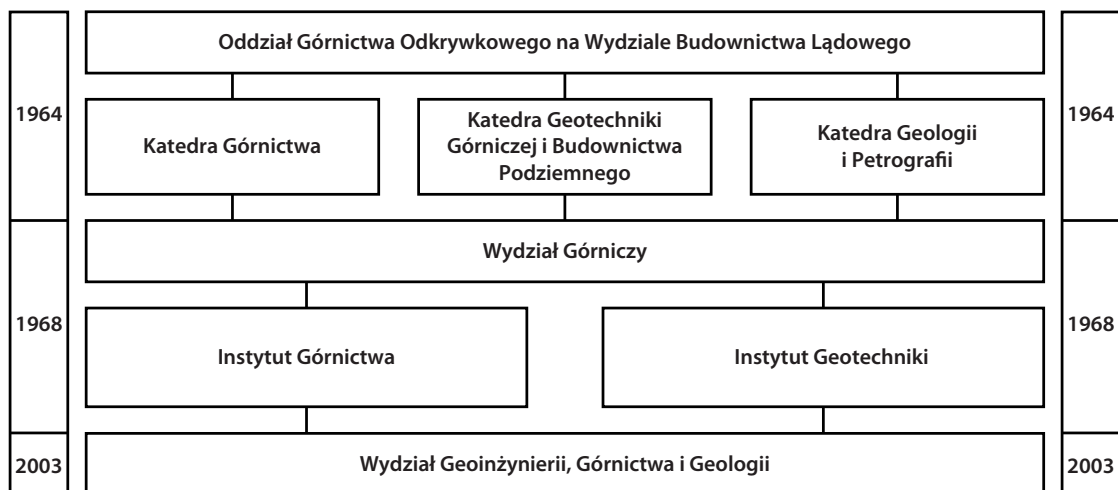 Oddział Górnictwa Odkrywkowego na Wydziale Budownictwa Lądowego
1964
1964
Katedra Górnictwa
Katedra Geotechniki
Górniczej i Budownictwa
Podziemnego
Katedra Geologii
i Petrografii
Wydział Górniczy
1968
1968
Instytut Górnictwa
Instytut Geotechniki
2003
Wydział Geoinżynierii, Górnictwa i Geologii
2003